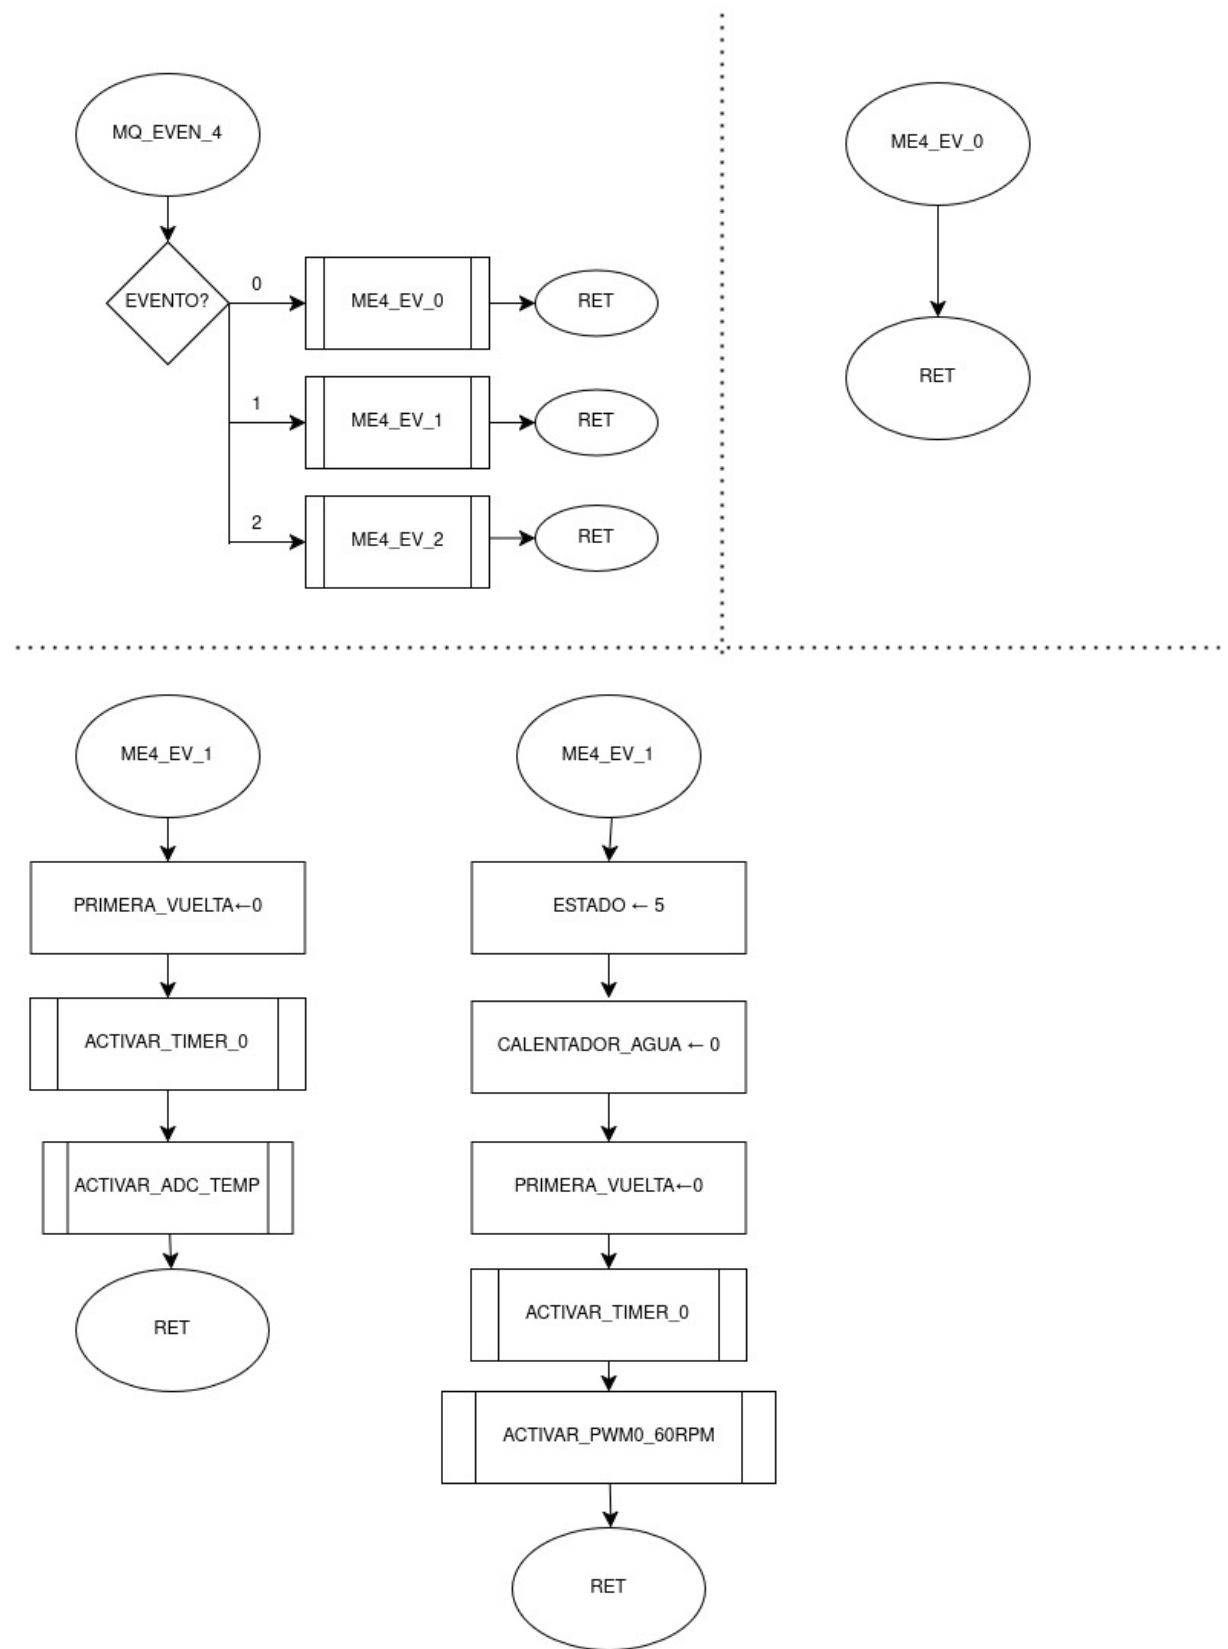 MQ_EVEN_4
EVENTO?
0
ME4_EV_0
RET
1
ME4_EV_1
RET
2
ME4_EV_2
RET
ME4_EV_0
RET
ME4_EV_1
PRIMERA_VUELTA←0
ACTIVAR_TIMER_0
ACTIVAR_ADC_TEMP
RET
ME4_EV_1
ESTADO ← 5
CALENTADOR_AGUA ← 0
PRIMERA_VUELTA←0
ACTIVAR_TIMER_0
ACTIVAR_PWM0_60RPM
RET